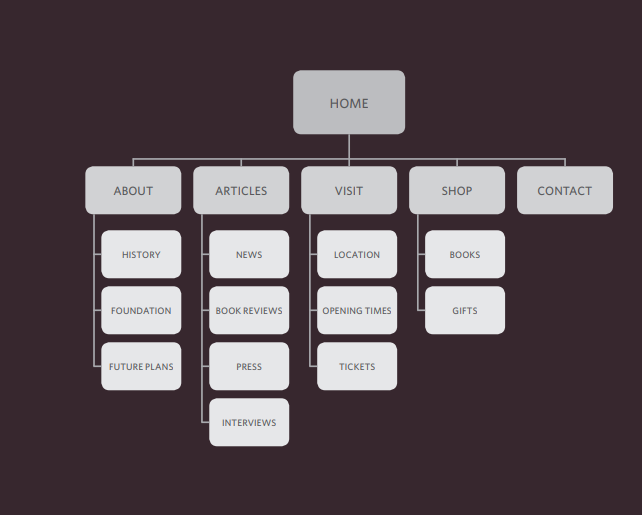 HOME
ABOUT
ARTICLES
VISIT
SHOP
CONTACT
HISTORY
NEWS
LOCATION
BOOKS
FOUNDATION
BOOK REVIEWS
OPENING TIMES
GIFTS
FUTURE PLANS
PRESS
TICKETS
INTERVIEWS